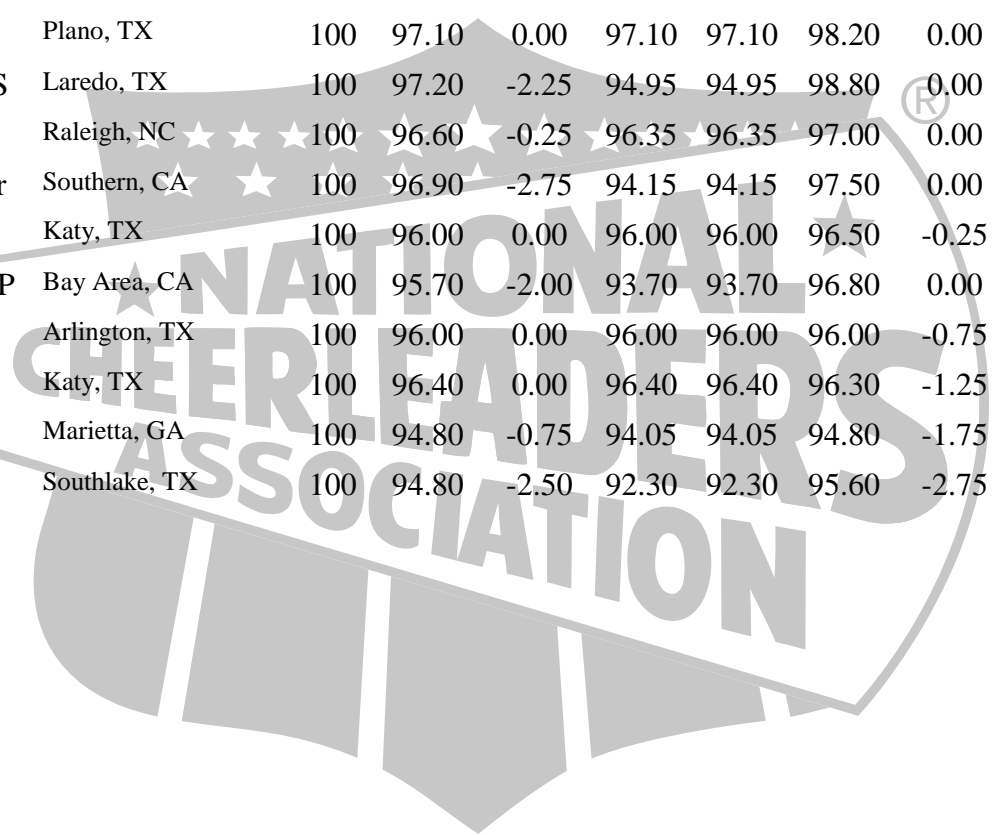 Plano, TX 100 97.10 0.00 97.10 97.10 98.20 0.00
S Laredo, TX 100 97.20 -2.25 94.95 94.95 98.80 0.00
Raleigh, NC 100 96.60 -0.25 96.35 96.35 97.00 0.00
r Southern, CA 100 96.90 -2.75 94.15 94.15 97.50 0.00
Katy, TX 100 96.00 0.00 96.00 96.00 96.50 -0.25
P Bay Area, CA 100 95.70 -2.00 93.70 93.70 96.80 0.00
Arlington, TX 100 96.00 0.00 96.00 96.00 96.00 -0.75
Katy, TX 100 96.40 0.00 96.40 96.40 96.30 -1.25
Marietta, GA 100 94.80 -0.75 94.05 94.05 94.80 -1.75
Southlake, TX 100 94.80 -2.50 92.30 92.30 95.60 -2.75
®
NATIONAL
CHEERLEADERS
ASSOCIATION